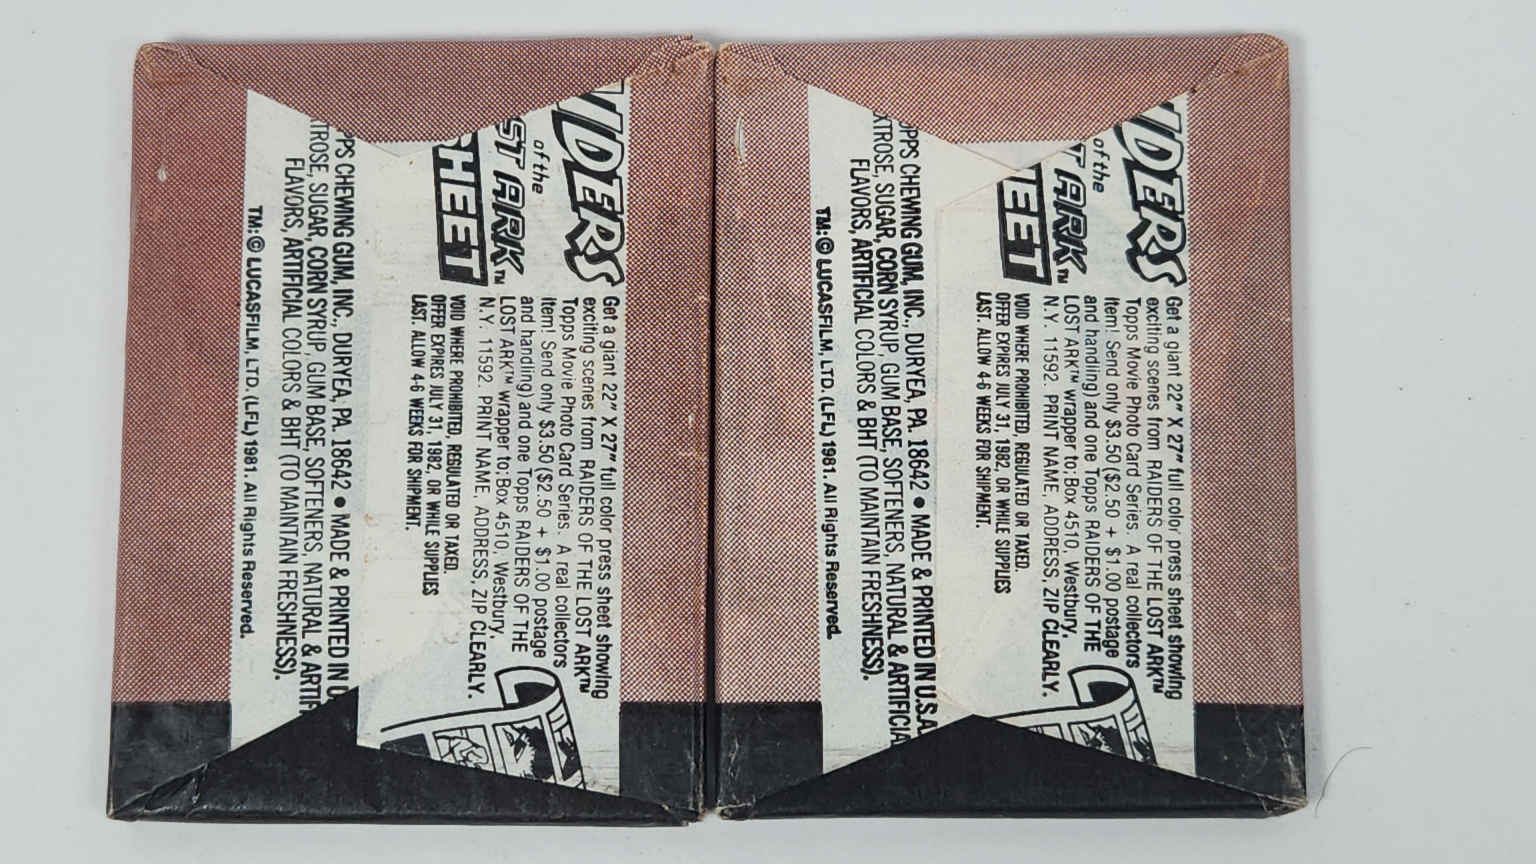 IDERS
of the
ST ARK™
HEET
Get a giant 22" X 27" full color press sheet showing
exciting scenes from RAIDERS OF THE LOST ARK™
Topps Movie Photo Card Series. A real collectors
item! Send only $3.50 ($2.50 + $1.00 postage
and handling) and one Topps RAIDERS OF THE
LOST ARK™ wrapper to: Box 4510, Westbury,
N.Y. 11592. PRINT NAME, ADDRESS, ZIP CLEARLY.
VOID WHERE PROHIBITED, REGULATED OR TAXED.
OFFER EXPIRES JULY 31, 1982, OR WHILE SUPPLIES
LAST. ALLOW 4-6 WEEKS FOR SHIPMENT.
PPS CHEWING GUM, INC., DURYEA, PA. 18642 • MADE & PRINTED IN U
TROSE, SUGAR, CORN SYRUP, GUM BASE, SOFTENERS, NATURAL & ARTIF
FLAVORS, ARTIFICIAL COLORS & BHT (TO MAINTAIN FRESHNESS).
TM: © LUCASFILM, LTD. (LFL) 1981. All Rights Reserved.
IDERS
of the
T ARK™
EET
Get a giant 22" X 27" full color press sheet showing
exciting scenes from RAIDERS OF THE LOST ARK™
Topps Movie Photo Card Series. A real collectors
item! Send only $3.50 ($2.50 + $1.00 postage
and handling) and one Topps RAIDERS OF THE
LOST ARK™ wrapper to: Box 4510, Westbury,
N.Y. 11592. PRINT NAME, ADDRESS, ZIP CLEARLY.
VOID WHERE PROHIBITED, REGULATED OR TAXED.
OFFER EXPIRES JULY 31, 1982, OR WHILE SUPPLIES
LAST. ALLOW 4-6 WEEKS FOR SHIPMENT.
OPPS CHEWING GUM, INC., DURYEA, PA. 18642 • MADE & PRINTED IN U.S.A
XTROSE, SUGAR, CORN SYRUP, GUM BASE, SOFTENERS, NATURAL & ARTIFICIA
FLAVORS, ARTIFICIAL COLORS & BHT (TO MAINTAIN FRESHNESS).
TM: © LUCASFILM, LTD. (LFL) 1981. All Rights Reserved.